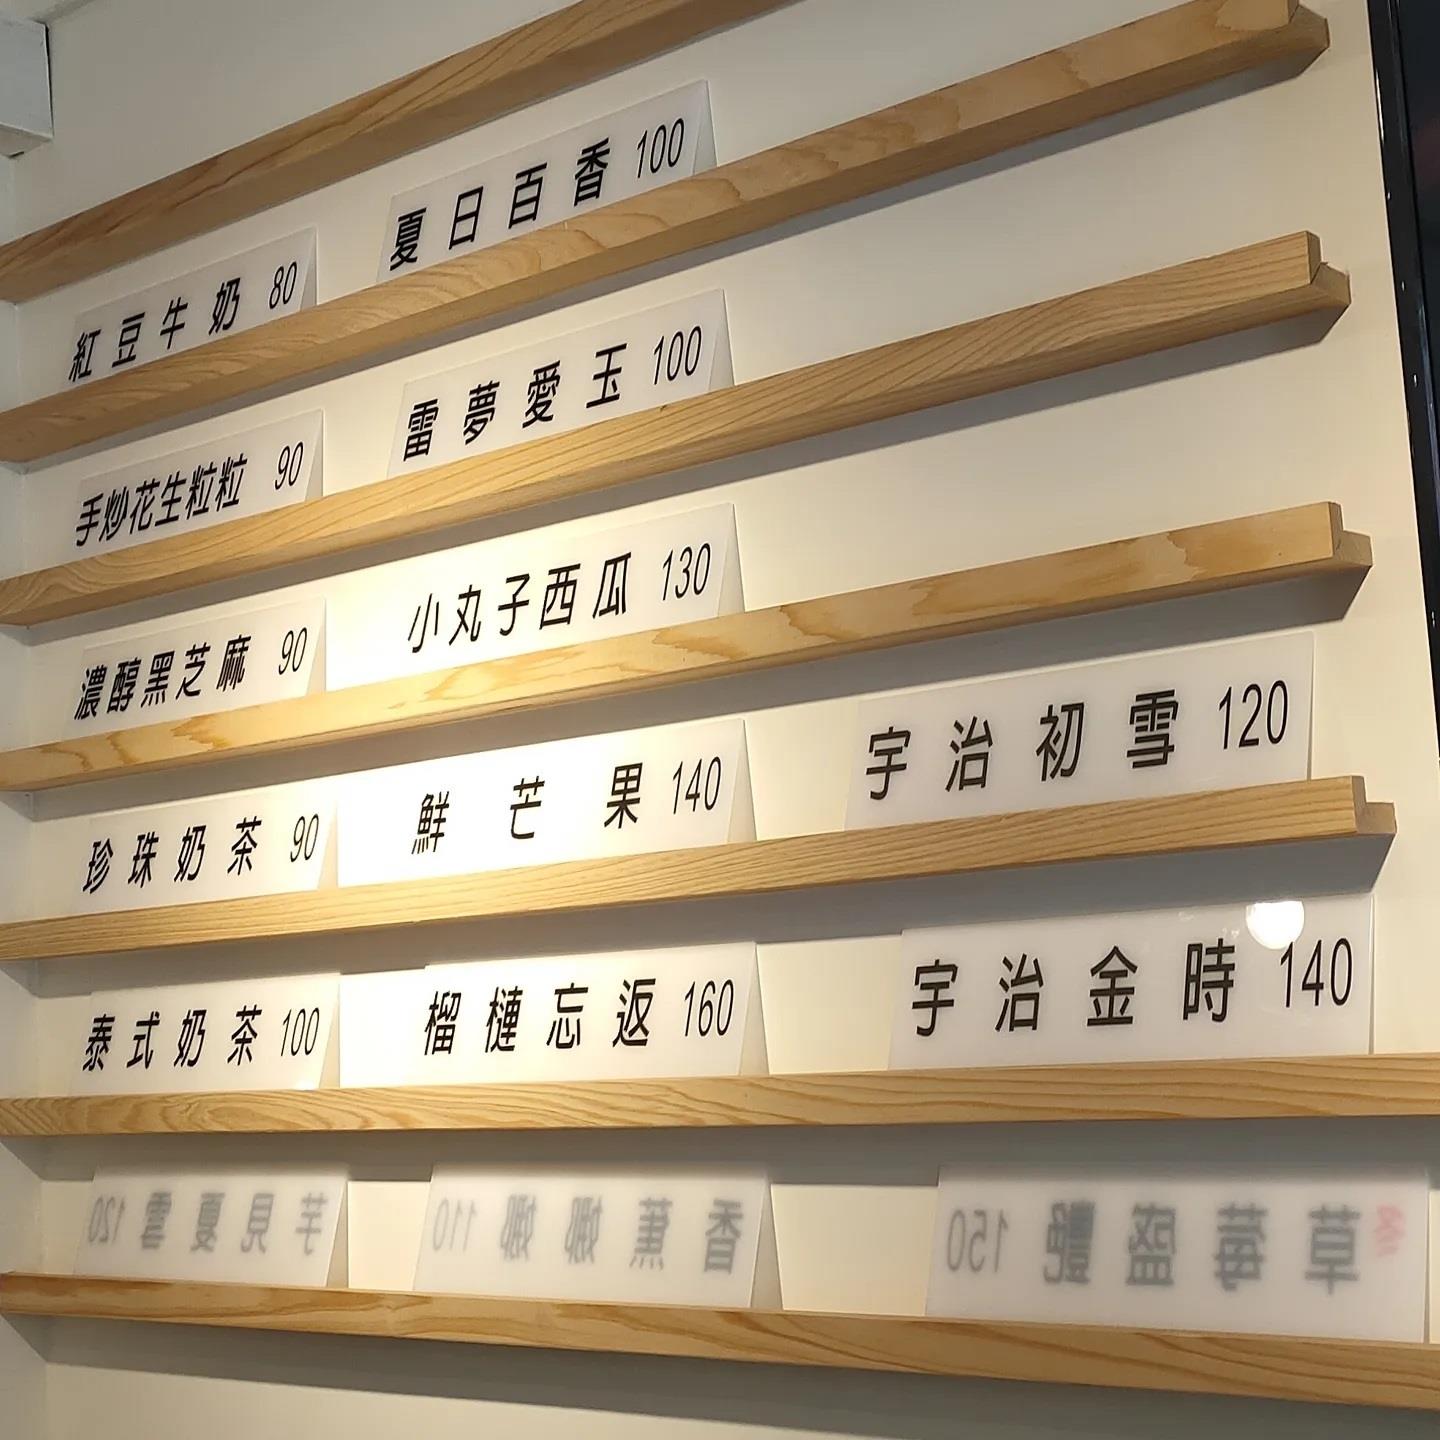 紅豆牛奶 80
手炒花生粒粒 90
濃醇黑芝麻 90
珍珠奶茶 90
泰式奶茶 100
夏日百香 100
雷夢愛玉 100
小丸子西瓜 130
鮮芒果 140
榴槤忘返 160
宇治初雪 120
宇治金時 140
芋見夏雪 120
香蕉娜娜 110
草莓盛艷 150